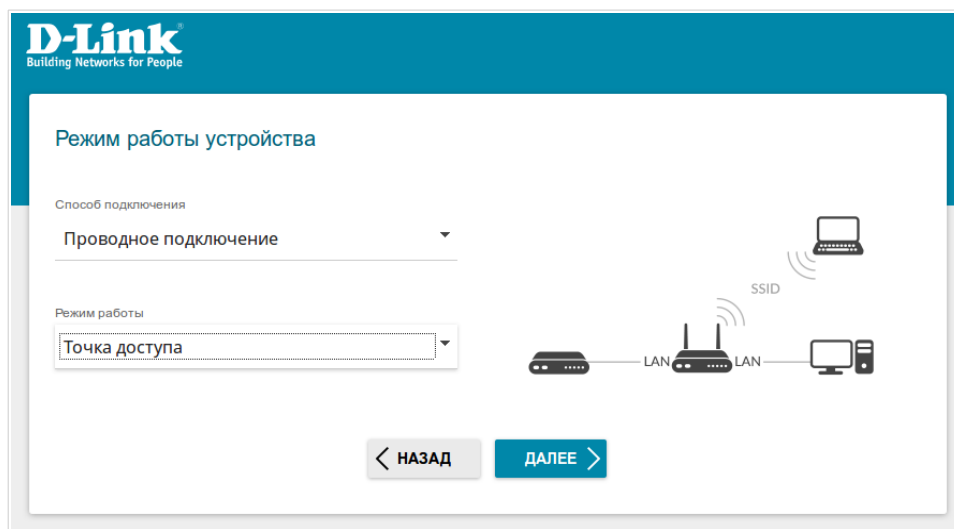 D-Link
Building Networks for People
Режим работы устройства
Способ подключения
Проводное подключение
Режим работы
Точка доступа
SSID
LAN
LAN
НАЗАД
ДАЛЕЕ